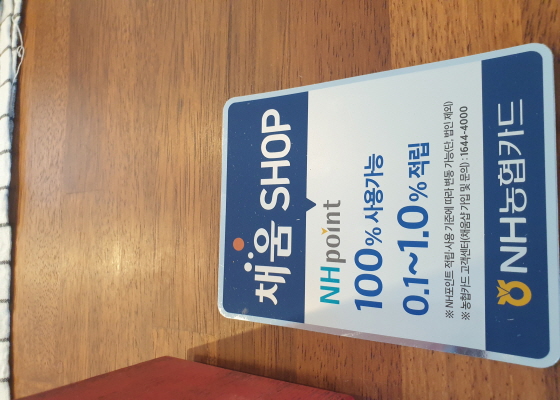 채움 SHOP
NHpoint
100% 사용가능
0.1~1.0% 적립
※ NH포인트 적립·사용 기준에 따라 변동 가능(단, 법인 제외)
※ 농협카드 고객센터(채움샵 가입 및 문의) : 1644-4000
NH농협카드